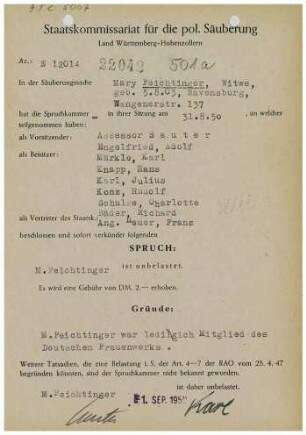 Staatskommissariat für die pol. Säuberung
Land Württemberg-Hohenzollern
Az.: N 12014 22049 501a
In der Säuberungssache Mary Feichtinger, Witwe,
geb. 3.8.03, Ravensburg,
Wangenerstr. 137
hat die Spruchkammer in ihrer Sitzung am 31.8.50, an welcher
teilgenommen haben:
als Vorsitzender: Assessor Sauter
als Beisitzer: Engelfried, Adolf
Märkle, Karl
Knapp, Hans
Karl, Julius
Konz, Rudolf
Schulze, Charlotte
Bäder, Richard
als Vertreter des Staatsk. Ang. Leuer, Franz
beschlossen und sofort verkündet folgenden
SPRUCH:
M.Feichtinger ist unbelastet.
Es wird eine Gebühr von D.M. 2.— erhoben.
Gründe:
M.Feichtinger war lediglich Mitglied des
Deutschen Frauenwerks.
Weitere Tatsachen, die eine Belastung i. S. der Art. 4–7 der RAO vom 25. 4. 47
begründen könnten, sind der Spruchkammer nicht bekannt geworden.
M.Feichtinger ist daher unbelastet.
1. SEP. 1950
Sauter Karl